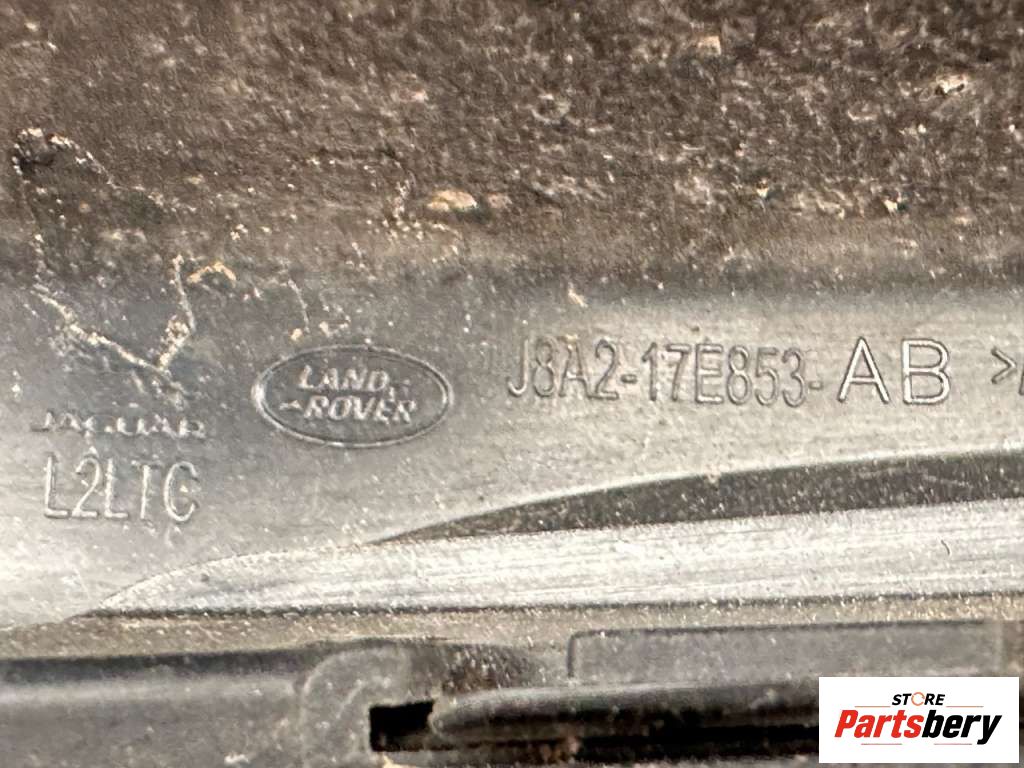 LAND
ROVER
J8A2-17E853-AB >
JAGUAR
L2LTC
STORE
Partsbery